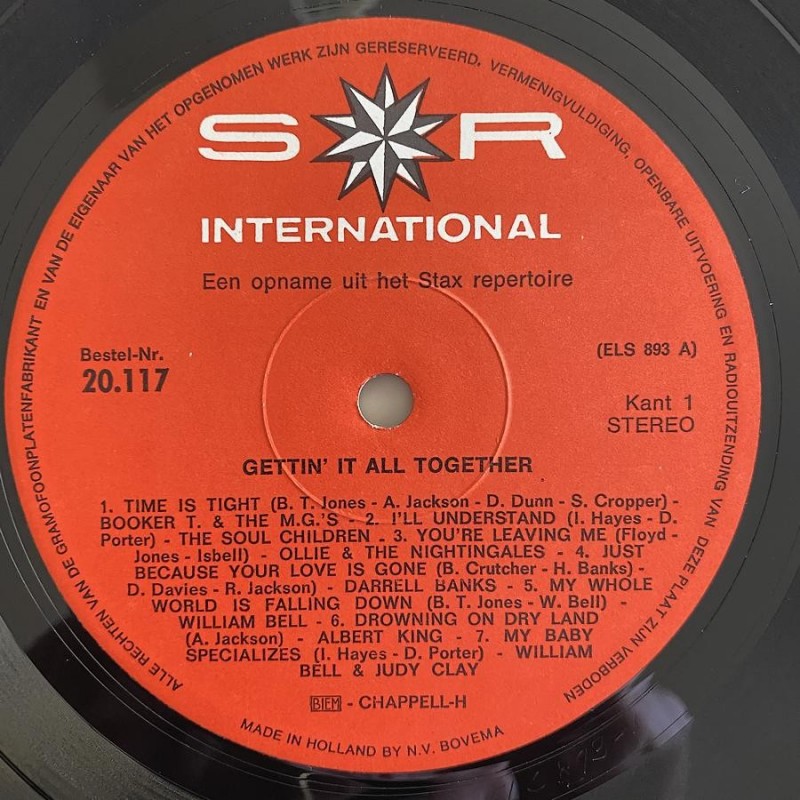 ALLE RECHTEN VAN DE GRAMOFOONPLATENFABRIKANT EN VAN DE EIGENAAR VAN HET OPGENOMEN WERK ZIJN GERESERVEERD, VERMENIGVULDIGING, OPENBARE UITVOERING EN RADIOUITZENDING VAN DEZE PLAAT ZIJN VERBODEN
S R
INTERNATIONAL
Een opname uit het Stax repertoire
Bestel-Nr.
20.117
(ELS 893 A)
Kant 1
STEREO
GETTIN' IT ALL TOGETHER
1. TIME IS TIGHT (B. T. Jones - A. Jackson - D. Dunn - S. Cropper) -
BOOKER T. & THE M.G.'S - 2. I'LL UNDERSTAND (I. Hayes - D.
Porter) - THE SOUL CHILDREN - 3. YOU'RE LEAVING ME (Floyd -
Jones - Isbell) - OLLIE & THE NIGHTINGALES - 4. JUST
BECAUSE YOUR LOVE IS GONE (B. Crutcher - H. Banks) -
D. Davies - R. Jackson) - DARRELL BANKS - 5. MY WHOLE
WORLD IS FALLING DOWN (B. T. Jones - W. Bell) -
WILLIAM BELL - 6. DROWNING ON DRY LAND
(A. Jackson) - ALBERT KING - 7. MY BABY
SPECIALIZES (I. Hayes - D. Porter) - WILLIAM
BELL & JUDY CLAY
BIEM - CHAPPELL-H
MADE IN HOLLAND BY N.V. BOVEMA